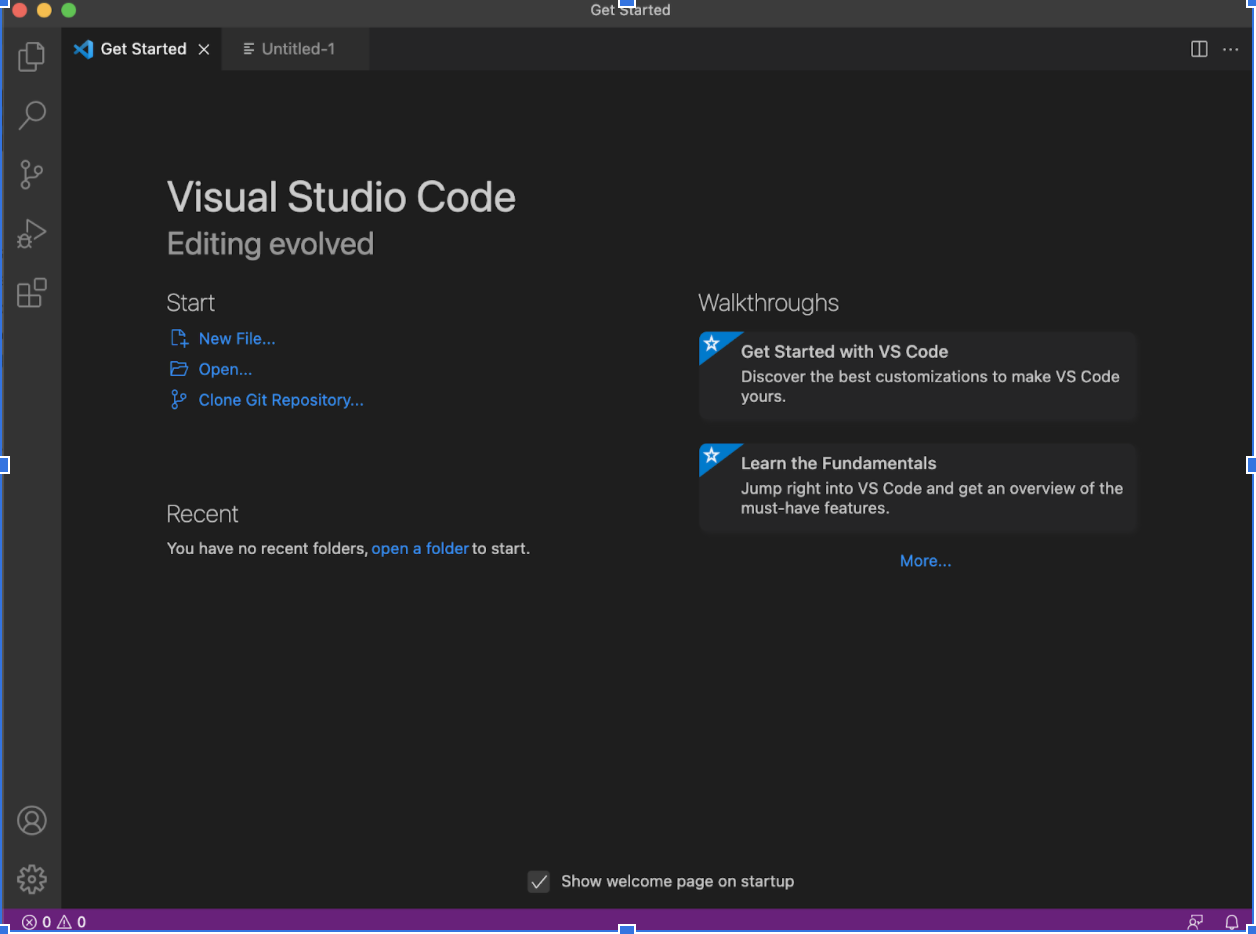 Get Started
Get Started
Untitled-1
Visual Studio Code
Editing evolved
Start
New File...
Open...
Clone Git Repository...
Recent
You have no recent folders, open a folder to start.
Walkthroughs
Get Started with VS Code
Discover the best customizations to make VS Code
yours.
Learn the Fundamentals
Jump right into VS Code and get an overview of the
must-have features.
More...
Show welcome page on startup
0 0